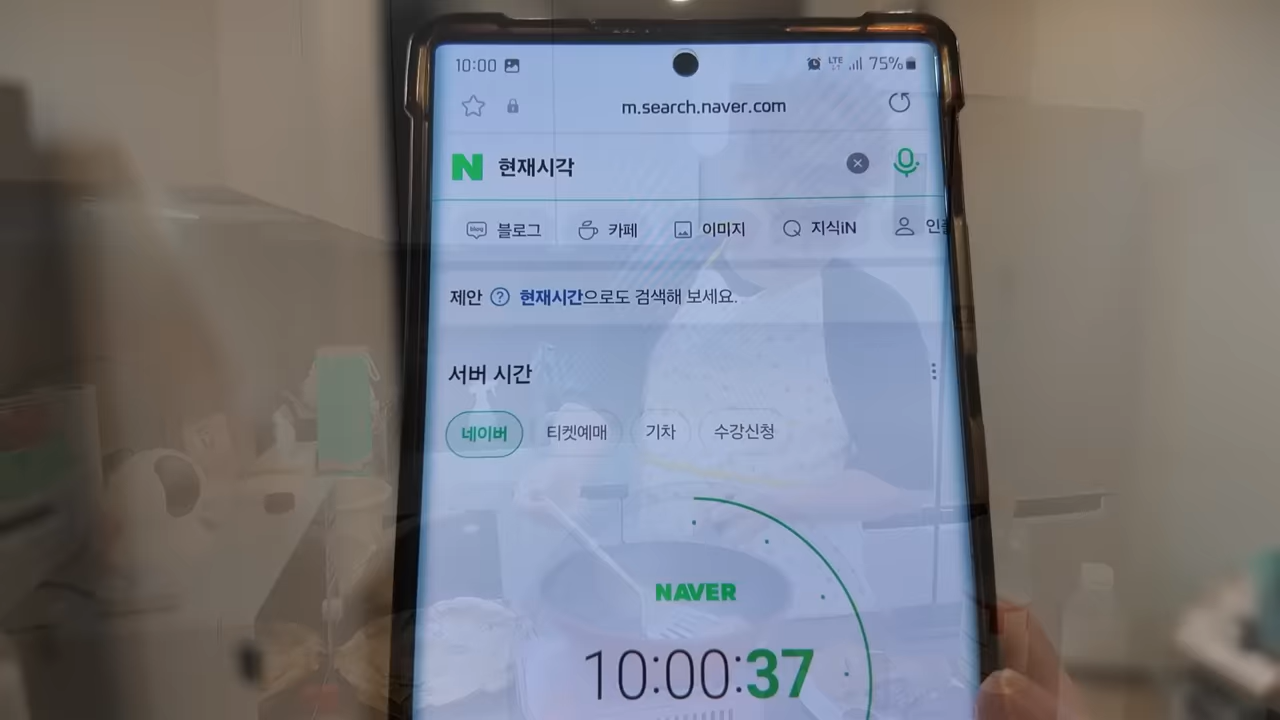 10:00 LTE 75%
m.search.naver.com
N 현재시각
블로그 카페 이미지 지식iN
제안 ? 현재시간으로도 검색해 보세요.
서버 시간
네이버 티켓예매 기차 수강신청
NAVER
10:00:37